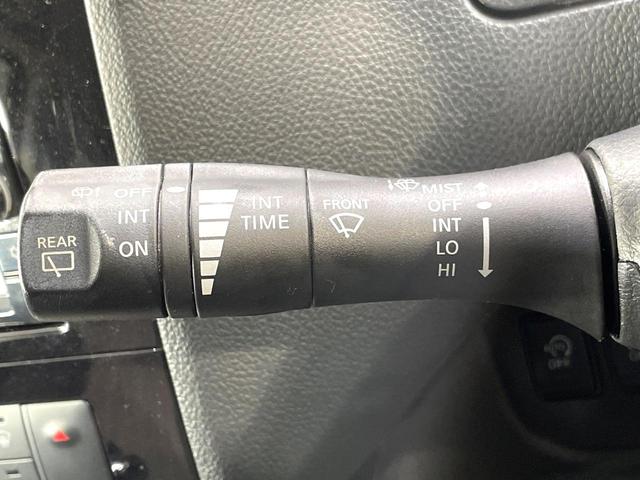 REAR
OFF
INT
ON
INT
TIME
FRONT
MIST
OFF
INT
LO
HI